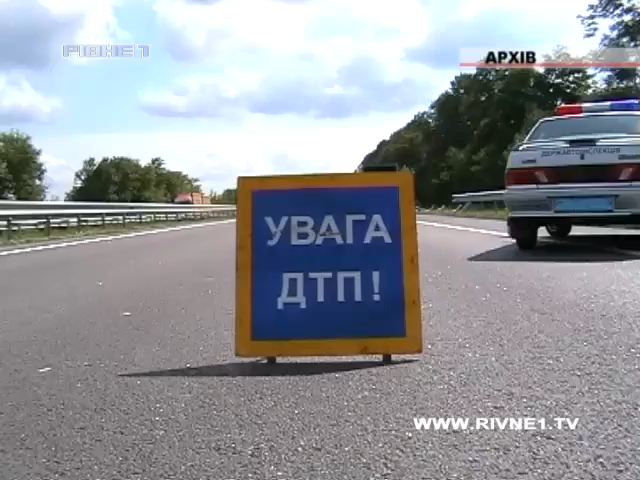 РІВНЕ 1
АРХІВ
ДЕРЖАВТОІНСПЕКЦІЯ
УВАГА
ДТП!
WWW.RIVNE1.TV